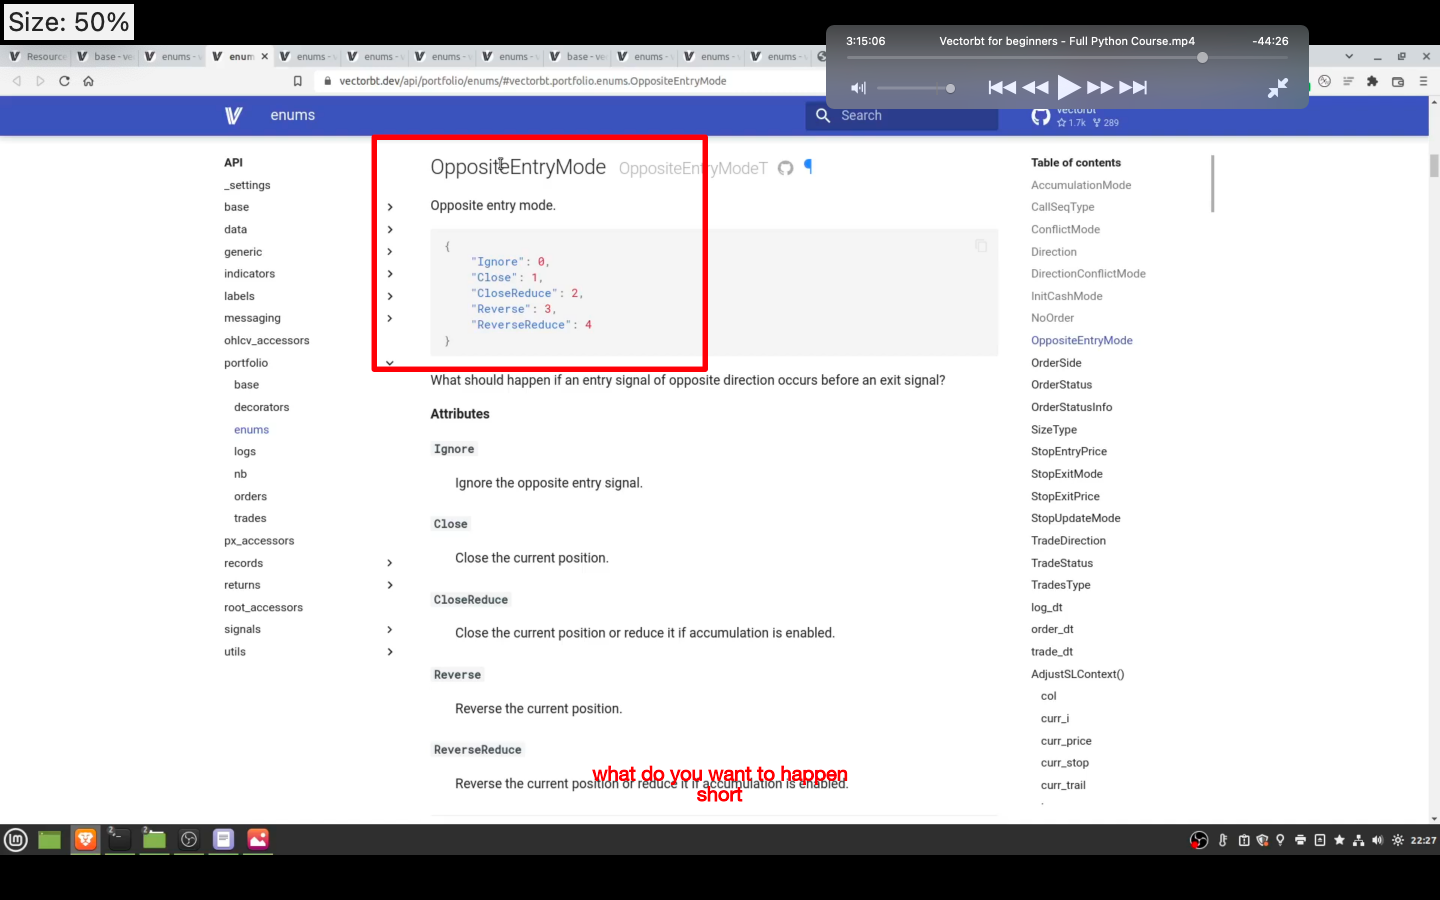 Size: 50%
3:15:06 Vectorbt for beginners - Full Python Course.mp4 -44:26
Resourc base - ve enums - enum enums - enums - enums - enums - base - ve enums - enums - enums -
vectorbt.dev/api/portfolio/enums/#vectorbt.portfolio.enums.OppositeEntryMode
enums
Search
vectorbt
1.7k 289
API
_settings
base
data
generic
indicators
labels
messaging
ohlcv_accessors
portfolio
base
decorators
enums
logs
nb
orders
trades
px_accessors
records
returns
root_accessors
signals
utils
OppositeEntryMode OppositeEntryModeT
Opposite entry mode.
{
"Ignore": 0,
"Close": 1,
"CloseReduce": 2,
"Reverse": 3,
"ReverseReduce": 4
}
What should happen if an entry signal of opposite direction occurs before an exit signal?
Attributes
Ignore
Ignore the opposite entry signal.
Close
Close the current position.
CloseReduce
Close the current position or reduce it if accumulation is enabled.
Reverse
Reverse the current position.
ReverseReduce
Reverse the current position or reduce it if accumulation is enabled.
what do you want to happen
short
Table of contents
AccumulationMode
CallSeqType
ConflictMode
Direction
DirectionConflictMode
InitCashMode
NoOrder
OppositeEntryMode
OrderSide
OrderStatus
OrderStatusInfo
SizeType
StopEntryPrice
StopExitMode
StopExitPrice
StopUpdateMode
TradeDirection
TradeStatus
TradesType
log_dt
order_dt
trade_dt
AdjustSLContext()
col
curr_i
curr_price
curr_stop
curr_trail
2
2
22:27